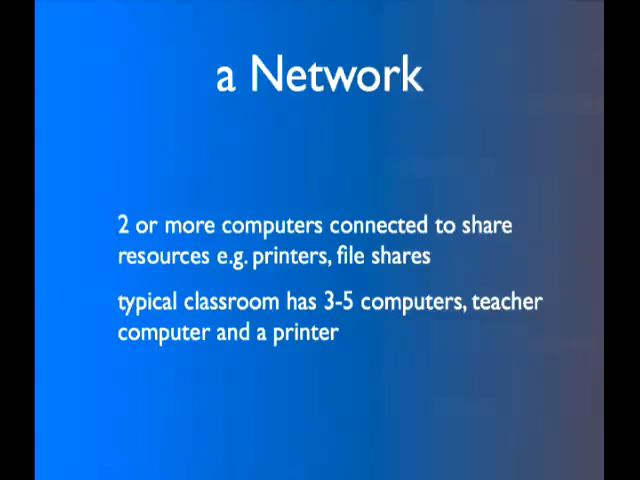 a Network
2 or more computers connected to share
resources e.g. printers, file shares
typical classroom has 3-5 computers, teacher
computer and a printer